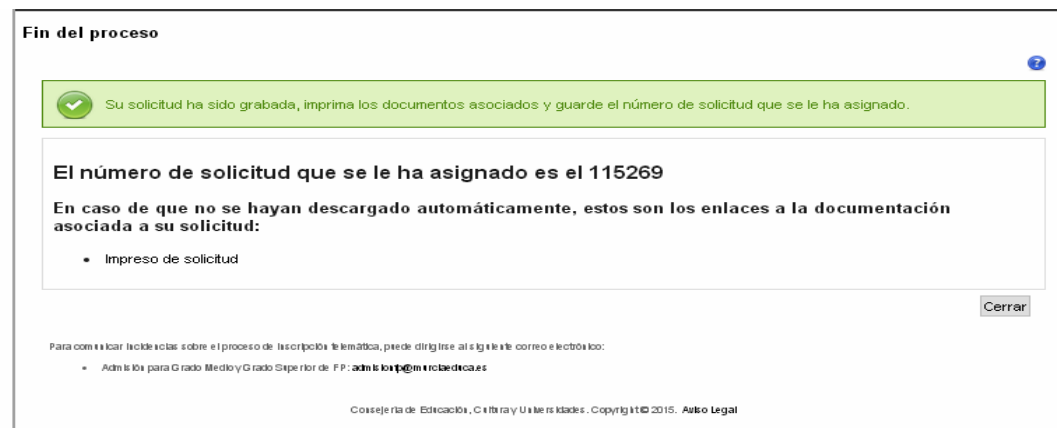 Fin del proceso
?
Su solicitud ha sido grabada, imprima los documentos asociados y guarde el número de solicitud que se le ha asignado.
El número de solicitud que se le ha asignado es el 115269
En caso de que no se hayan descargado automáticamente, estos son los enlaces a la documentación
asociada a su solicitud:
• Impreso de solicitud
Cerrar
Para comunicar incidencias sobre el proceso de inscripción telemática, puede dirigirse al siguiente correo electrónico:
• Admisión para Grado Medio y Grado Superior de FP: admisionfp@murciaeduca.es
Consejería de Educación, Cultura y Universidades. Copyright © 2015. Aviso Legal